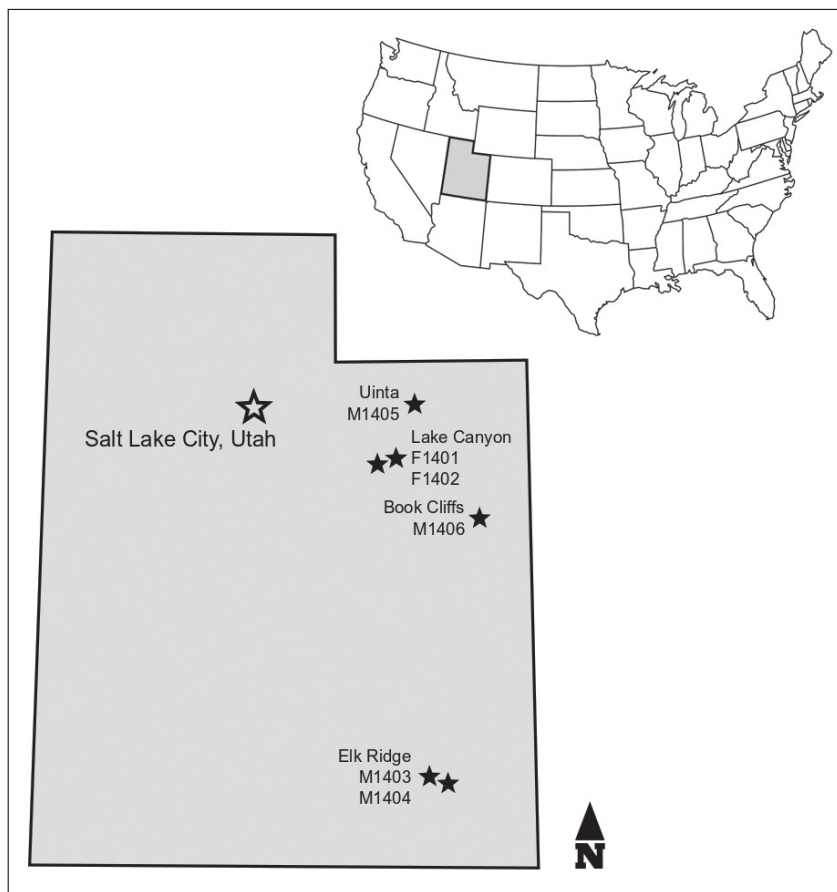 Uinta
M1405
Salt Lake City, Utah
Lake Canyon
F1401
F1402
Book Cliffs
M1406
Elk Ridge
M1403
M1404
N